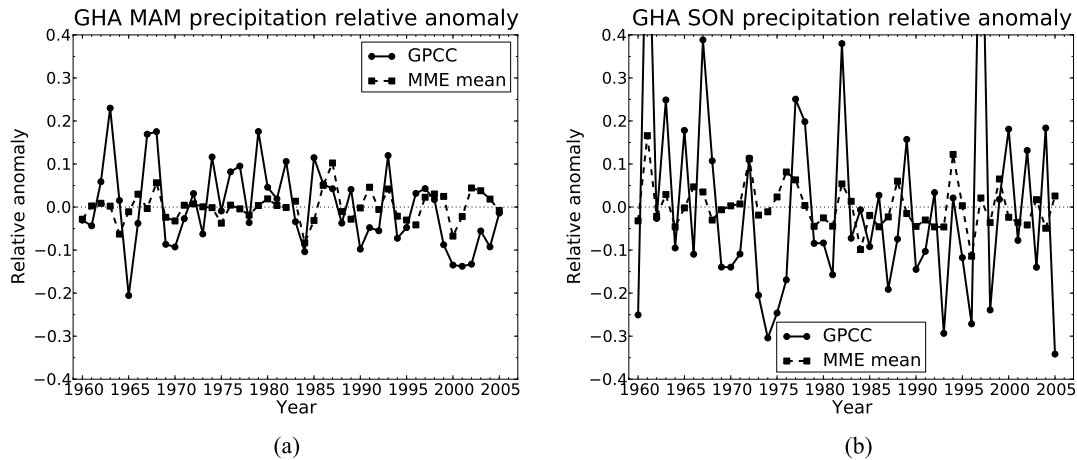 GHA MAM precipitation relative anomaly
0.4
0.3
0.2
0.1
0.0
−0.1
−0.2
−0.3
−0.4
Relative anomaly
GPCC
MME mean
1960 1965 1970 1975 1980 1985 1990 1995 2000 2005
Year
(a)
GHA SON precipitation relative anomaly
0.4
0.3
0.2
0.1
0.0
−0.1
−0.2
−0.3
−0.4
Relative anomaly
GPCC
MME mean
1960 1965 1970 1975 1980 1985 1990 1995 2000 2005
Year
(b)